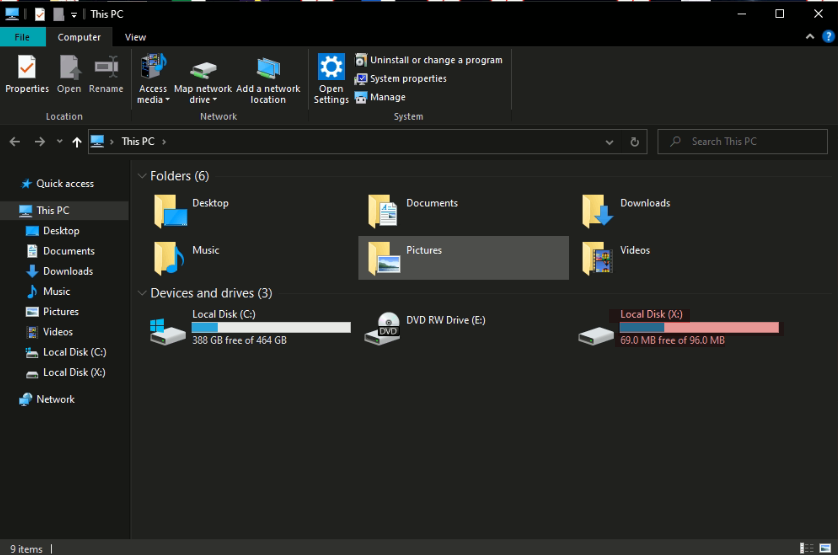 This PC
File
Computer
View
Properties
Open
Rename
Access
media
Map network
drive
Add a network
location
Open
Settings
Uninstall or change a program
System properties
Manage
Location
Network
System
This PC
Search This PC
Quick access
This PC
Desktop
Documents
Downloads
Music
Pictures
Videos
Local Disk (C:)
Local Disk (X:)
Network
Folders (6)
Desktop
Documents
Downloads
Music
Pictures
Videos
Devices and drives (3)
Local Disk (C:)
388 GB free of 464 GB
DVD RW Drive (E:)
DVD
Local Disk (X:)
69.0 MB free of 96.0 MB
9 items